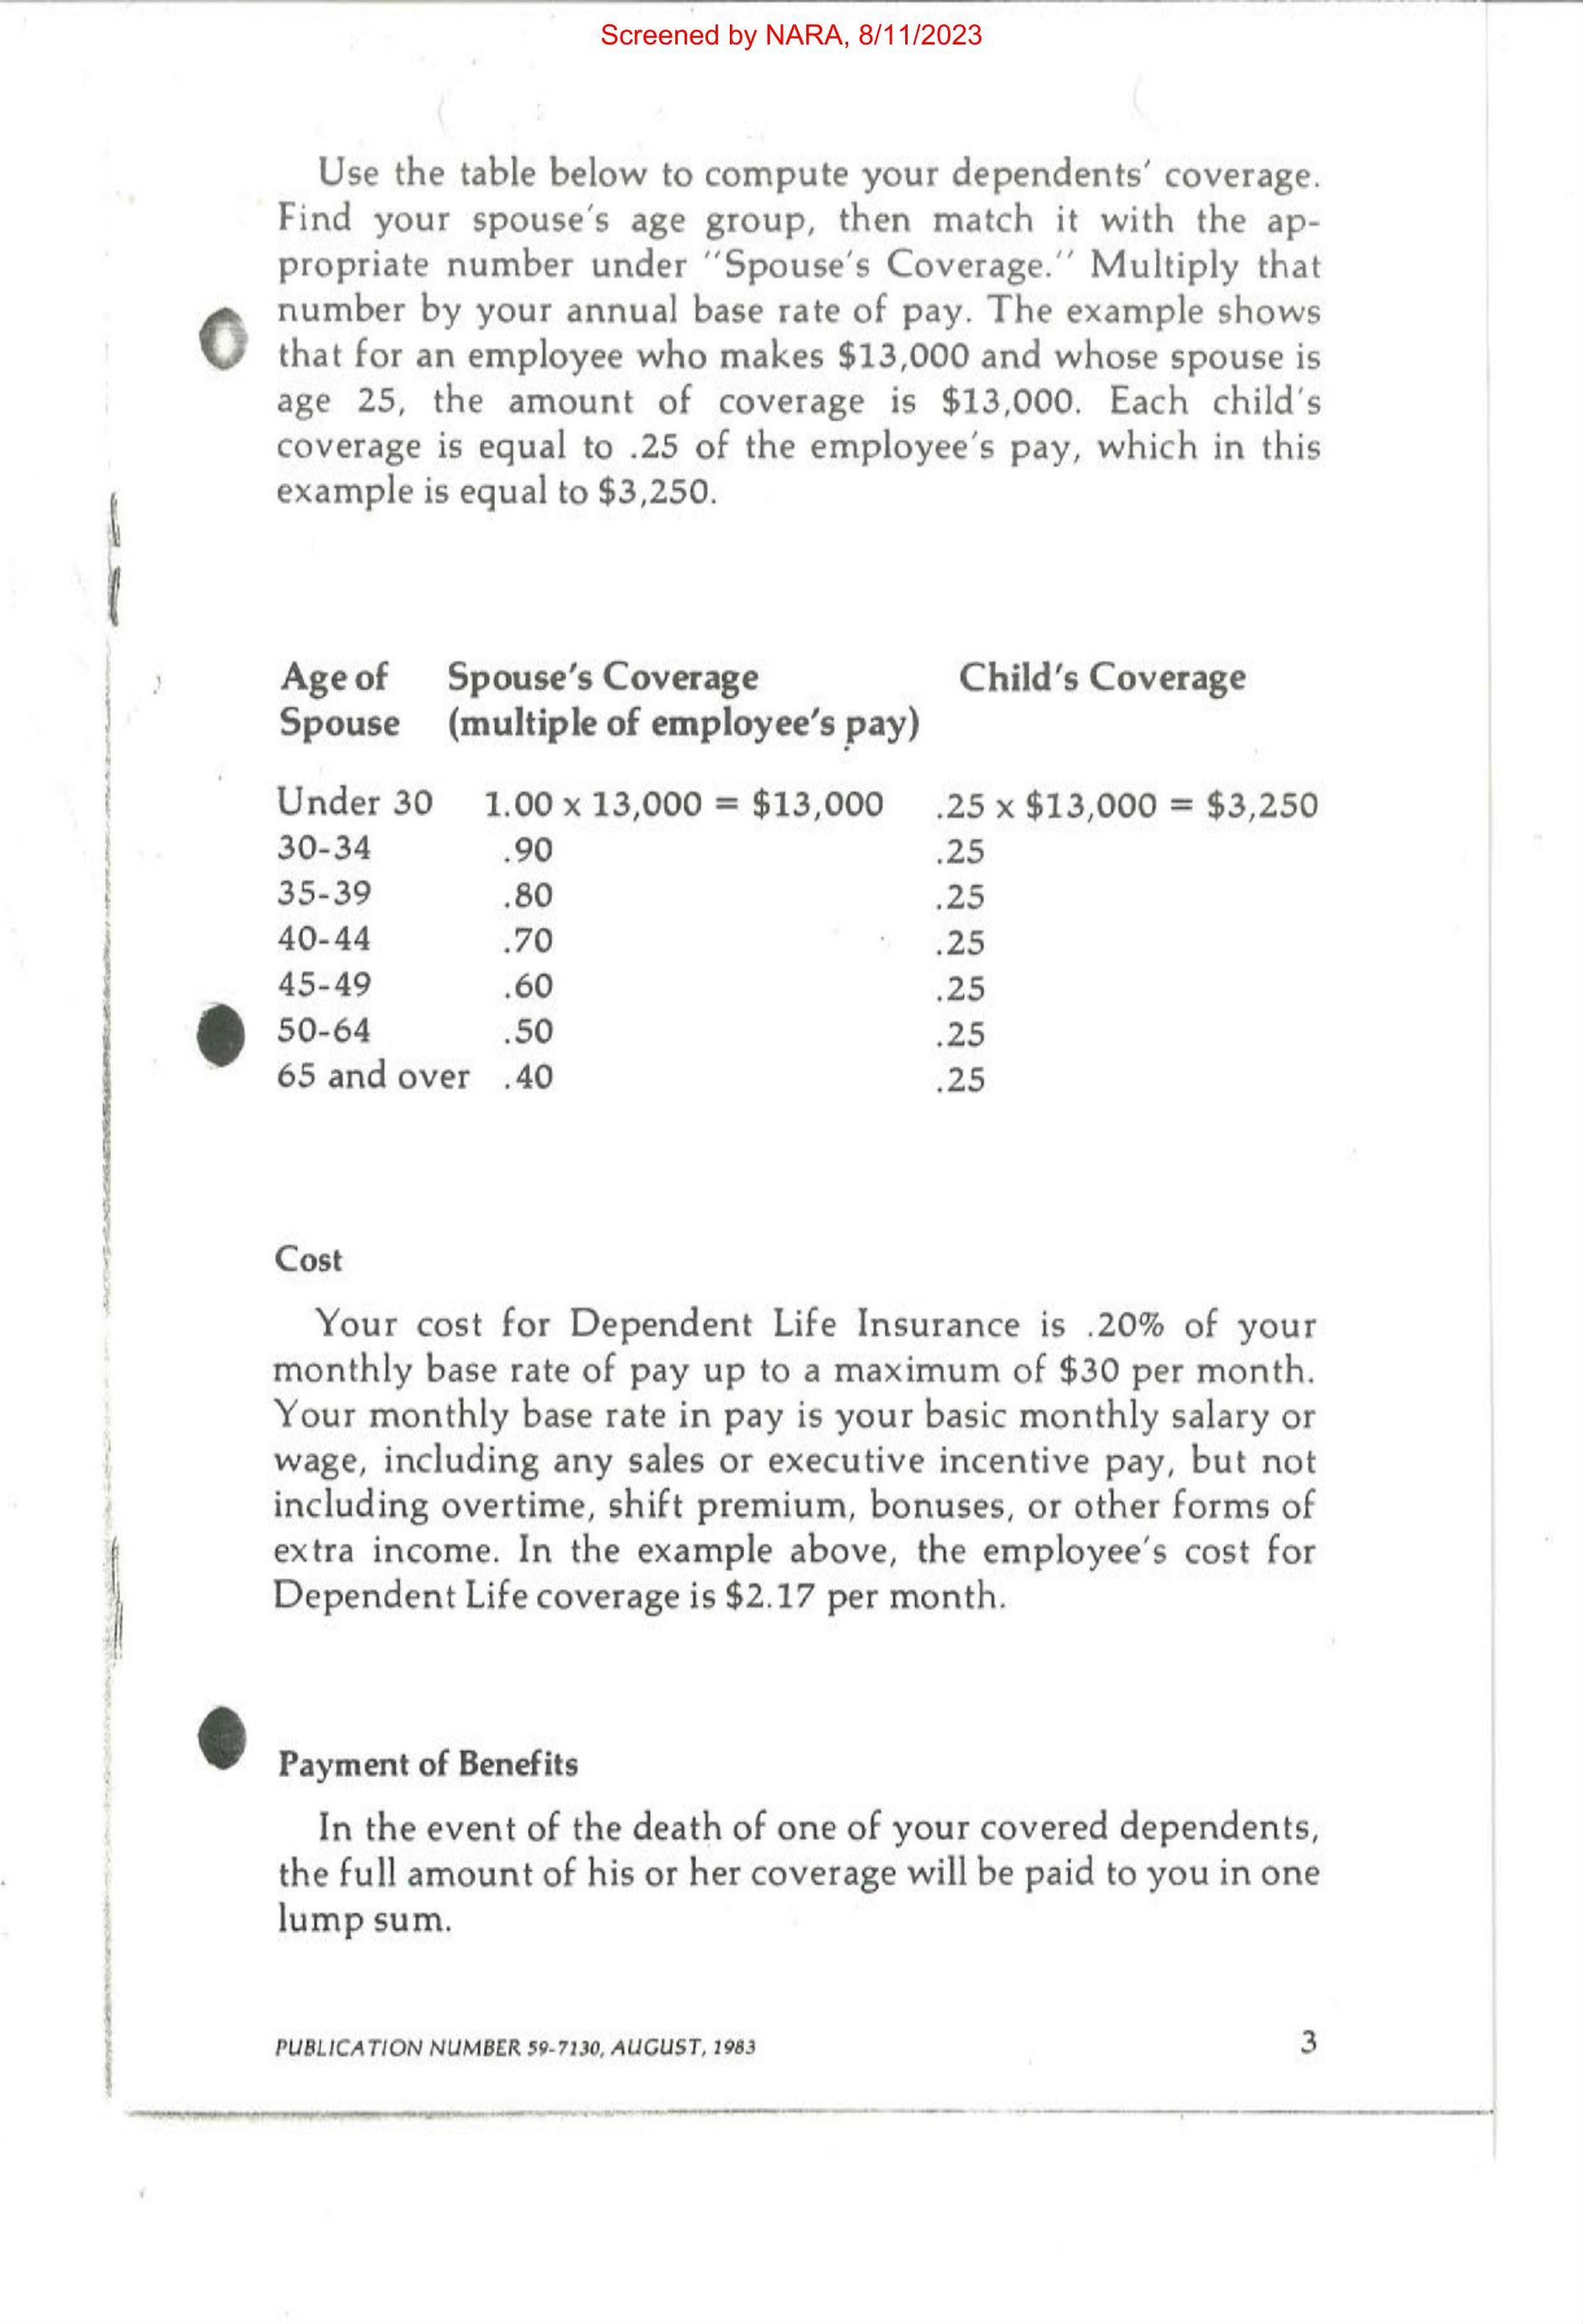 Screened by NARA, 8/11/2023
Use the table below to compute your dependents' coverage.
Find your spouse's age group, then match it with the ap-
propriate number under "Spouse's Coverage." Multiply that
number by your annual base rate of pay. The example shows
that for an employee who makes $13,000 and whose spouse is
age 25, the amount of coverage is $13,000. Each child's
coverage is equal to .25 of the employee's pay, which in this
example is equal to $3,250.
Age of Spouse's Coverage Child's Coverage
Spouse (multiple of employee's pay)
Under 30 1.00 x 13,000 = $13,000 .25 x $13,000 = $3,250
30-34 .90 .25
35-39 .80 .25
40-44 .70 .25
45-49 .60 .25
50-64 .50 .25
65 and over .40 .25
Cost
Your cost for Dependent Life Insurance is .20% of your
monthly base rate of pay up to a maximum of $30 per month.
Your monthly base rate in pay is your basic monthly salary or
wage, including any sales or executive incentive pay, but not
including overtime, shift premium, bonuses, or other forms of
extra income. In the example above, the employee's cost for
Dependent Life coverage is $2.17 per month.
Payment of Benefits
In the event of the death of one of your covered dependents,
the full amount of his or her coverage will be paid to you in one
lump sum.
PUBLICATION NUMBER 59-7130, AUGUST, 1983 3